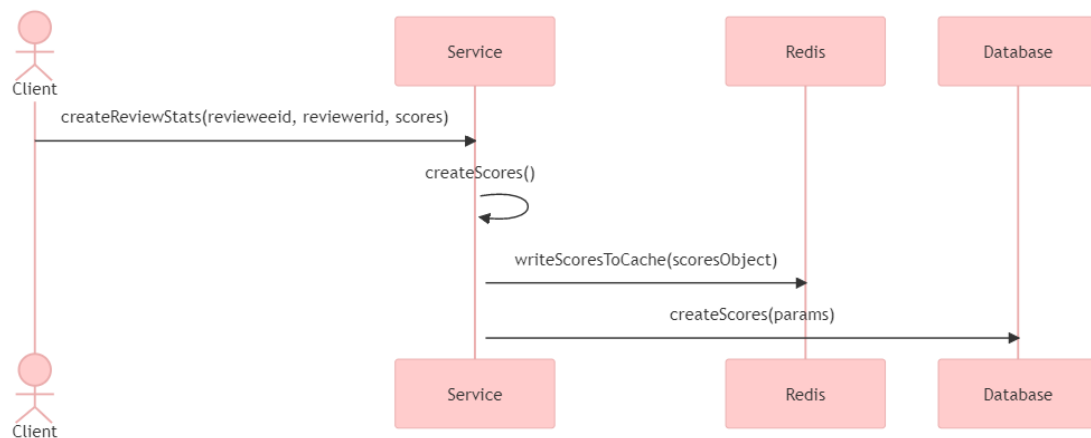 Client
Service
Redis
Database
createReviewStats(revieweeid, reviewerid, scores)
createScores()
writeScoresToCache(scoresObject)
createScores(params)
Client
Service
Redis
Database